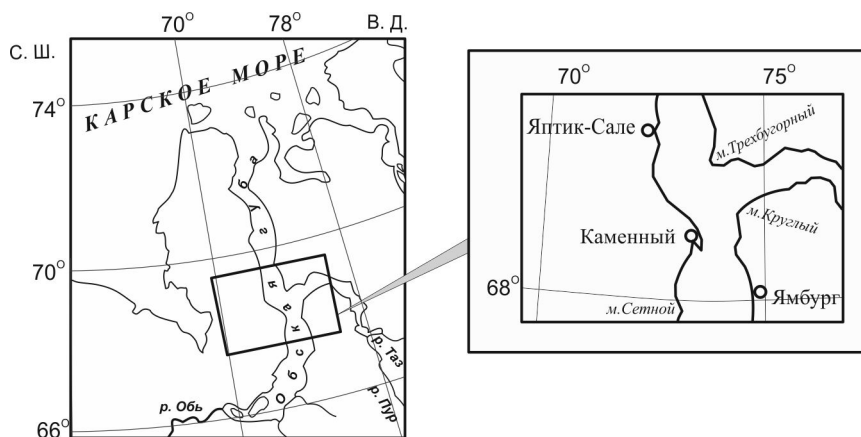 70° 78° В. Д.
С. Ш.
КАРСКОЕ МОРЕ
74°
70°
66°
Обская губа
р. Обь
р. Таз
р. Пур
70° 75°
Яптик-Сале
м.Трехбугорный
м.Круглый
Каменный
68°
м.Сетной
Ямбург